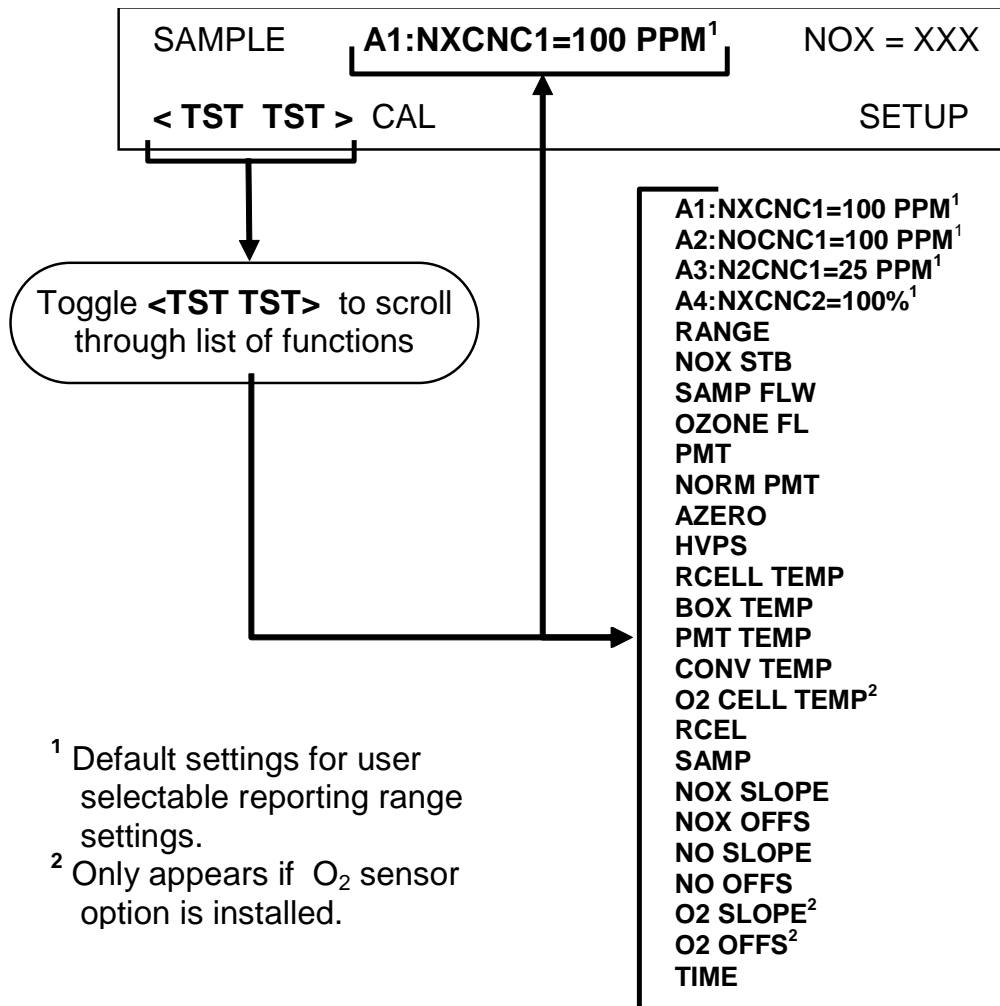 SAMPLE A1:NXCNC1=100 PPM¹ NOX = XXX
< TST TST > CAL SETUP
Toggle <TST TST> to scroll
through list of functions
A1:NXCNC1=100 PPM¹
A2:NOCNC1=100 PPM¹
A3:N2CNC1=25 PPM¹
A4:NXCNC2=100%¹
RANGE
NOX STB
SAMP FLW
OZONE FL
PMT
NORM PMT
AZERO
HVPS
RCELL TEMP
BOX TEMP
PMT TEMP
CONV TEMP
O2 CELL TEMP²
RCEL
SAMP
NOX SLOPE
NOX OFFS
NO SLOPE
NO OFFS
O2 SLOPE²
O2 OFFS²
TIME
¹ Default settings for user
selectable reporting range
settings.
² Only appears if O₂ sensor
option is installed.